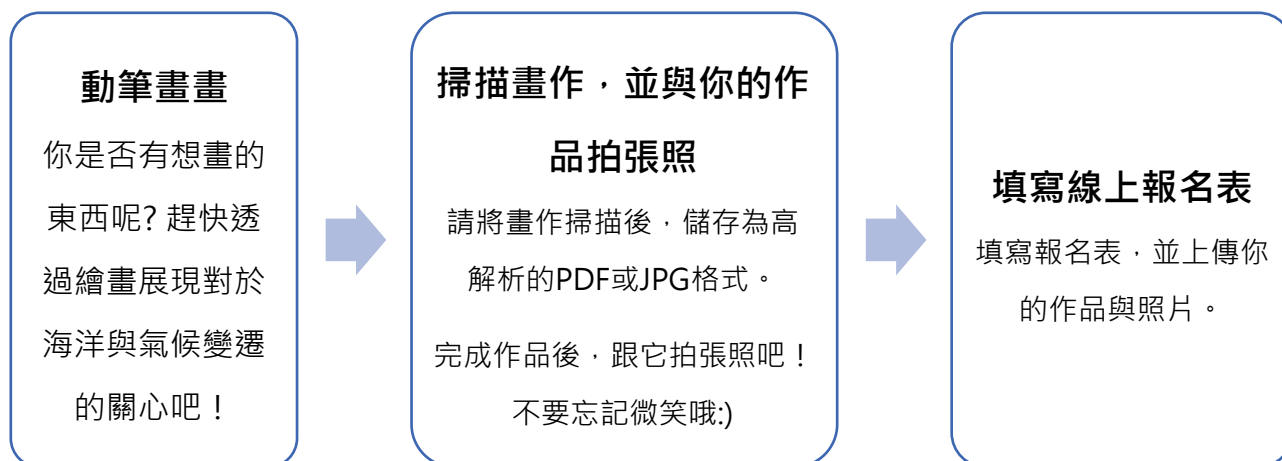 動筆畫畫
你是否有想畫的
東西呢? 趕快透
過繪畫展現對於
海洋與氣候變遷
的關心吧！
掃描畫作，並與你的作
品拍張照
請將畫作掃描後，儲存為高
解析的PDF或JPG格式。
完成作品後，跟它拍張照吧！
不要忘記微笑哦:)
填寫線上報名表
填寫報名表，並上傳你
的作品與照片。